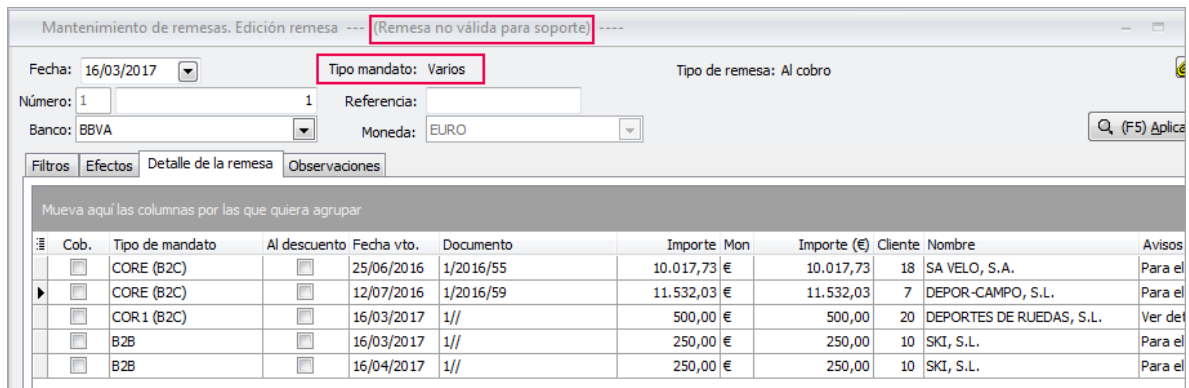 Mantenimiento de remesas. Edición remesa --- (Remesa no válida para soporte) ----
Fecha: 16/03/2017 Tipo mandato: Varios Tipo de remesa: Al cobro
Número: 1 1 Referencia:
Banco: BBVA Moneda: EURO (F5) Aplica
Filtros Efectos Detalle de la remesa Observaciones
Mueva aquí las columnas por las que quiera agrupar
Cob. Tipo de mandato Al descuento Fecha vto. Documento Importe Mon Importe (€) Cliente Nombre Avisos
CORE (B2C) 25/06/2016 1/2016/55 10.017,73 € 10.017,73 18 SA VELO, S.A. Para el
CORE (B2C) 12/07/2016 1/2016/59 11.532,03 € 11.532,03 7 DEPOR-CAMPO, S.L. Para el
COR1 (B2C) 16/03/2017 1// 500,00 € 500,00 20 DEPORTES DE RUEDAS, S.L. Ver det
B2B 16/03/2017 1// 250,00 € 250,00 10 SKI, S.L. Para el
B2B 16/04/2017 1// 250,00 € 250,00 10 SKI, S.L. Para el